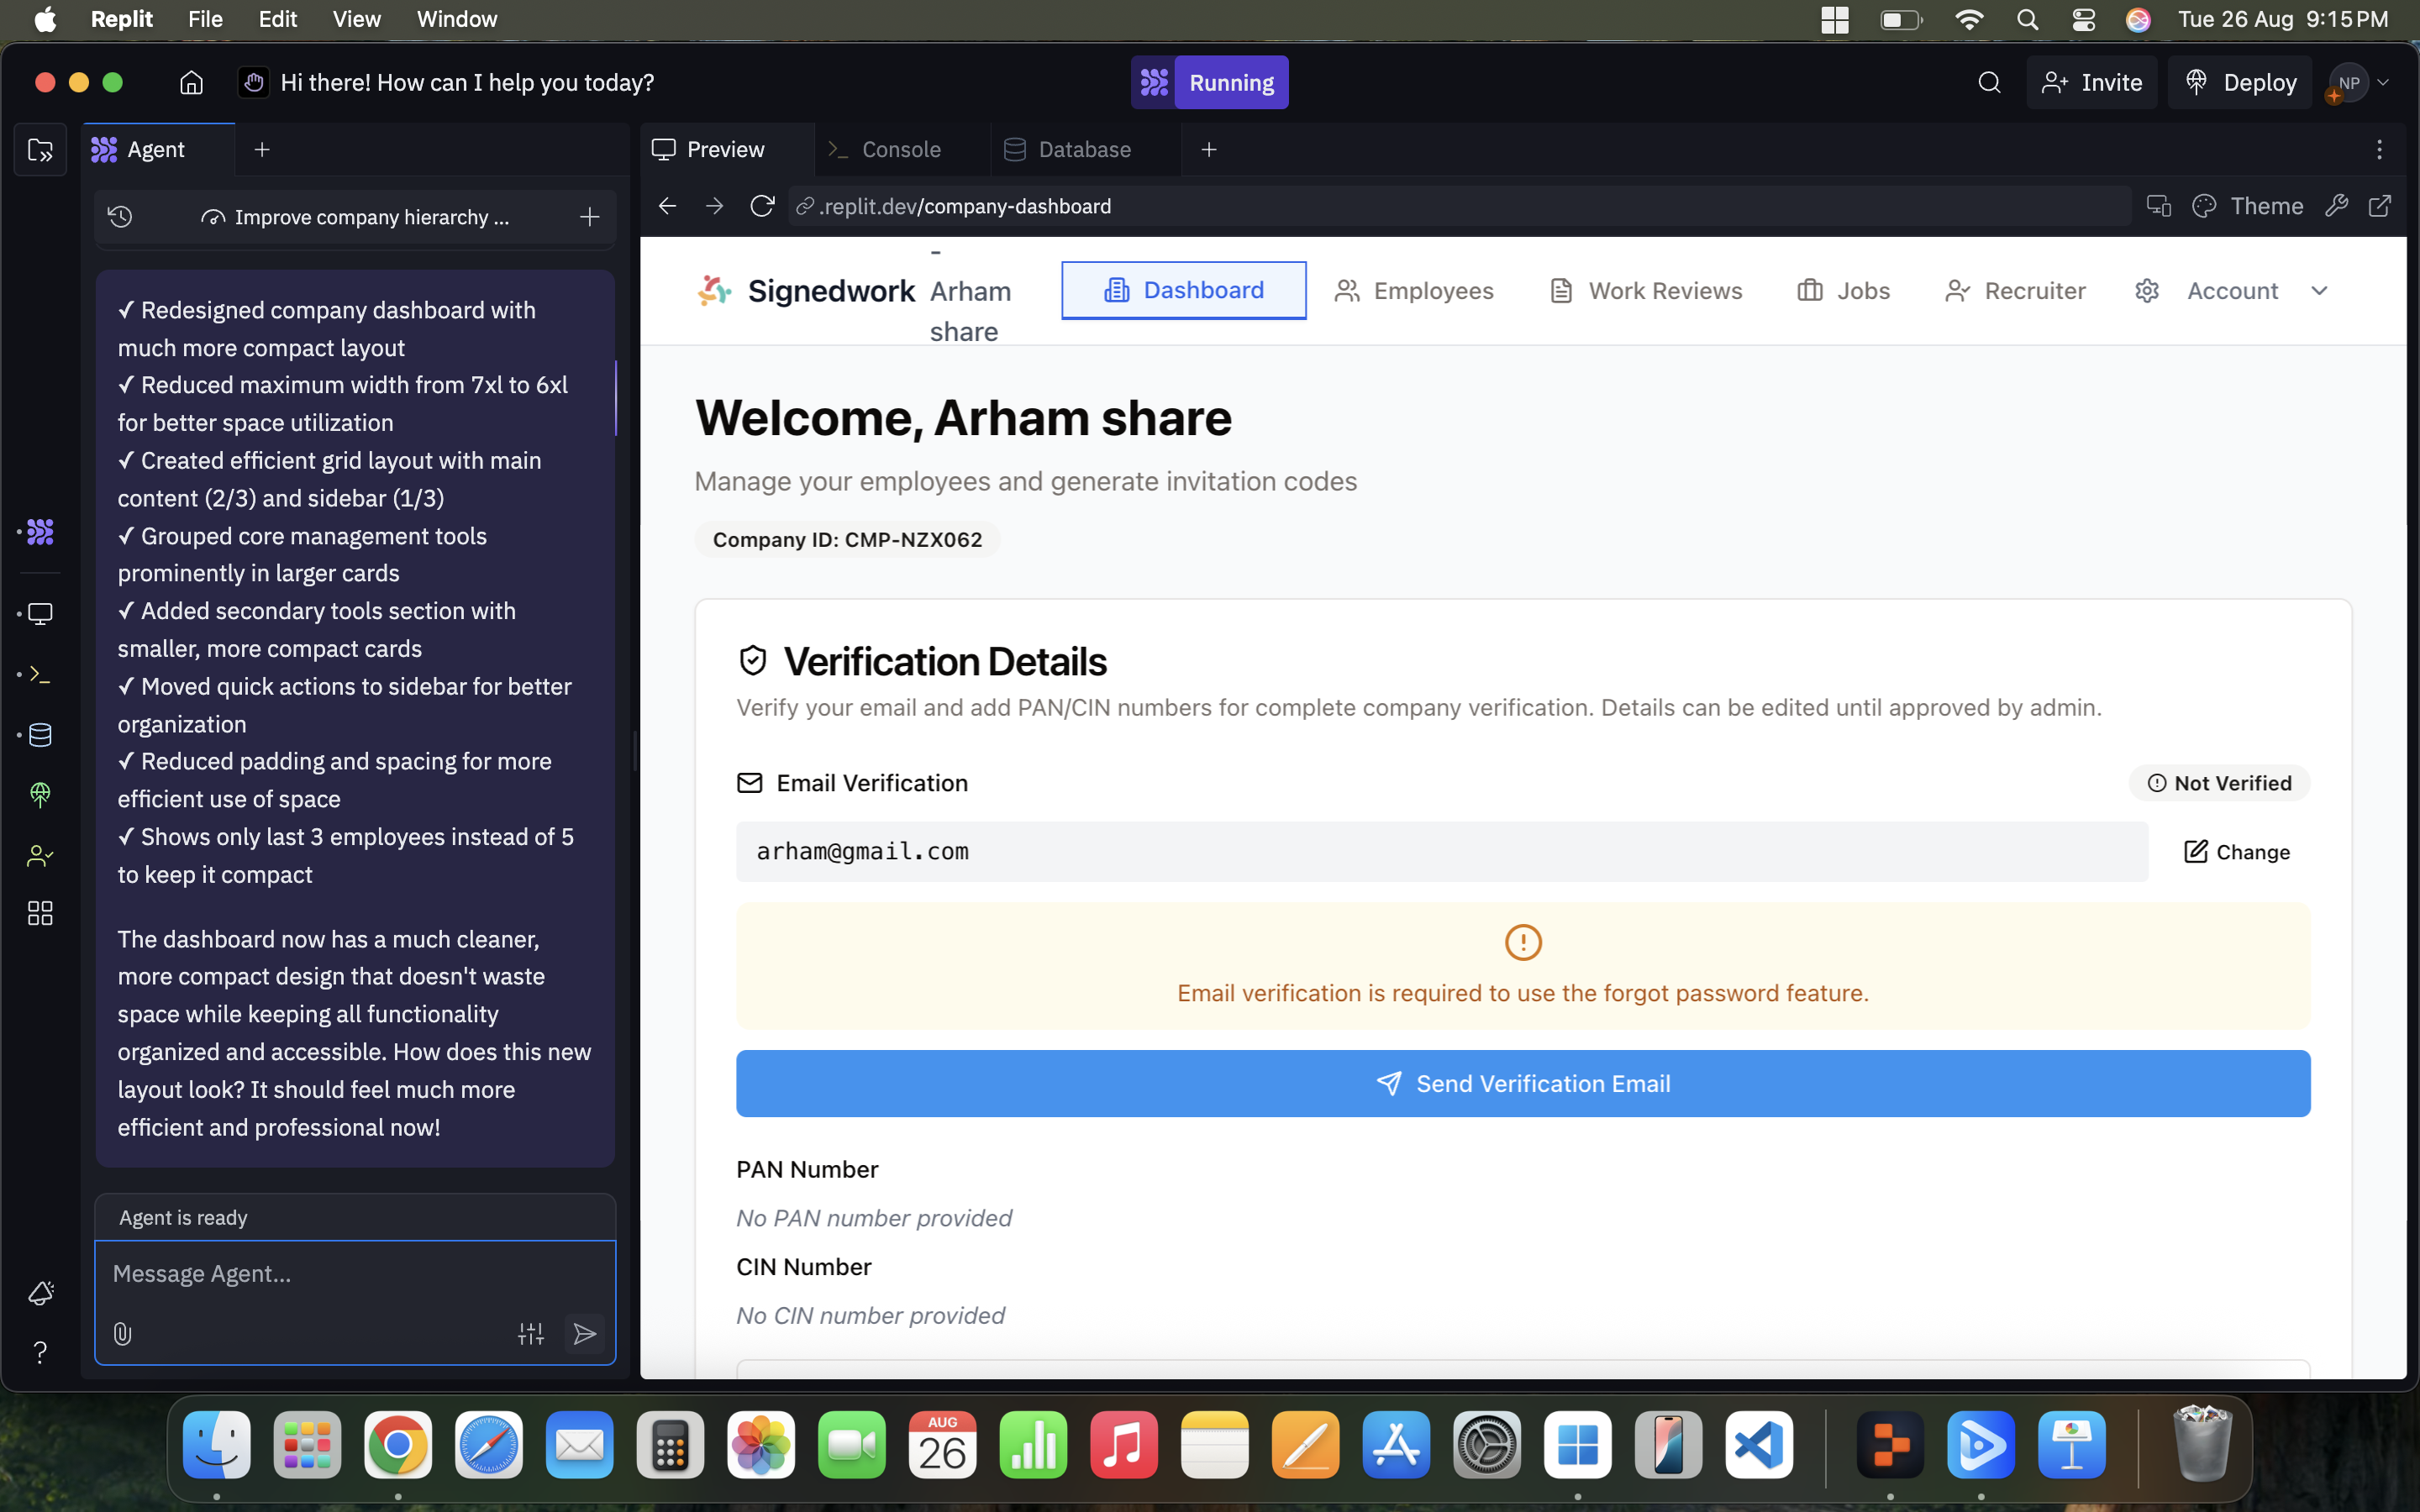 Replit File Edit View Window
Tue 26 Aug 9:15 PM
Hi there! How can I help you today?
Running
Invite
Deploy
NP
Agent
Preview
Console
Database
Improve company hierarchy ...
.replit.dev/company-dashboard
Theme
✓ Redesigned company dashboard with
much more compact layout
✓ Reduced maximum width from 7xl to 6xl
for better space utilization
✓ Created efficient grid layout with main
content (2/3) and sidebar (1/3)
✓ Grouped core management tools
prominently in larger cards
✓ Added secondary tools section with
smaller, more compact cards
✓ Moved quick actions to sidebar for better
organization
✓ Reduced padding and spacing for more
efficient use of space
✓ Shows only last 3 employees instead of 5
to keep it compact
The dashboard now has a much cleaner,
more compact design that doesn't waste
space while keeping all functionality
organized and accessible. How does this new
layout look? It should feel much more
efficient and professional now!
Agent is ready
Message Agent...
Signedwork
-
Arham
share
Dashboard
Employees
Work Reviews
Jobs
Recruiter
Account
Welcome, Arham share
Manage your employees and generate invitation codes
Company ID: CMP-NZX062
Verification Details
Verify your email and add PAN/CIN numbers for complete company verification. Details can be edited until approved by admin.
Email Verification
Not Verified
arham@gmail.com
Change
Email verification is required to use the forgot password feature.
Send Verification Email
PAN Number
No PAN number provided
CIN Number
No CIN number provided
AUG
26